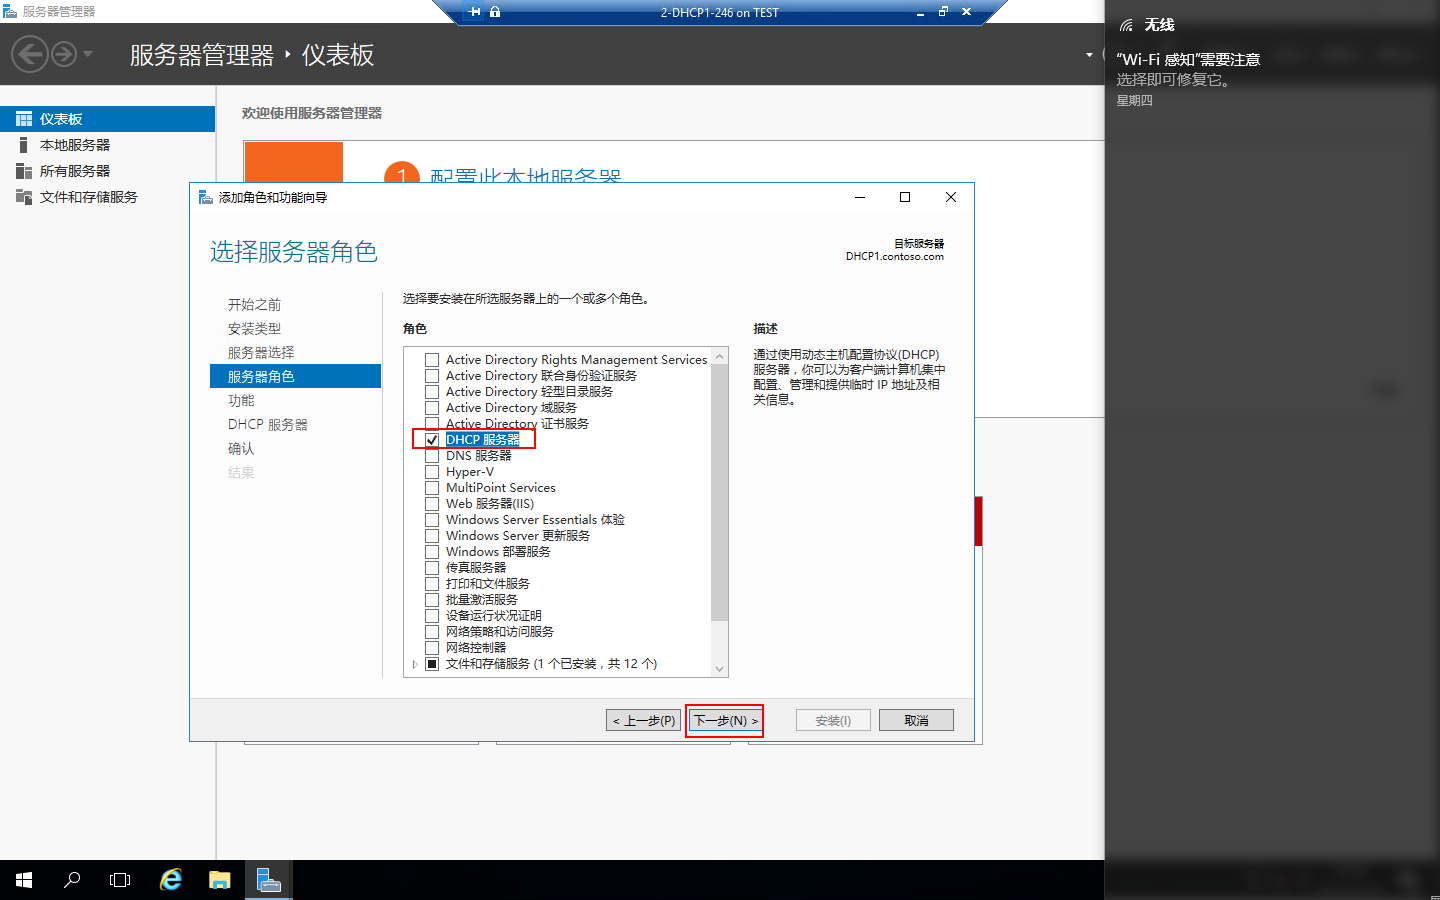 服务器管理器
2-DHCP1-246 on TEST
服务器管理器 ‣ 仪表板
无线
“Wi-Fi 感知”需要注意
选择即可修复它。
星期四
仪表板
本地服务器
所有服务器
文件和存储服务
欢迎使用服务器管理器
1 配置此本地服务器
添加角色和功能向导
选择服务器角色
目标服务器
DHCP1.contoso.com
开始之前
安装类型
服务器选择
服务器角色
功能
DHCP 服务器
确认
结果
选择要安装在所选服务器上的一个或多个角色。
角色
Active Directory Rights Management Services
Active Directory 联合身份验证服务
Active Directory 轻型目录服务
Active Directory 域服务
Active Directory 证书服务
DHCP 服务器
DNS 服务器
Hyper-V
MultiPoint Services
Web 服务器(IIS)
Windows Server Essentials 体验
Windows Server 更新服务
Windows 部署服务
传真服务器
打印和文件服务
批量激活服务
设备运行状况证明
网络策略和访问服务
网络控制器
文件和存储服务 (1 个已安装，共 12 个)
描述
通过使用动态主机配置协议(DHCP)
服务器，你可以为客户端计算机集中
配置、管理和提供临时 IP 地址及相
关信息。
< 上一步(P)
下一步(N) >
安装(I)
取消